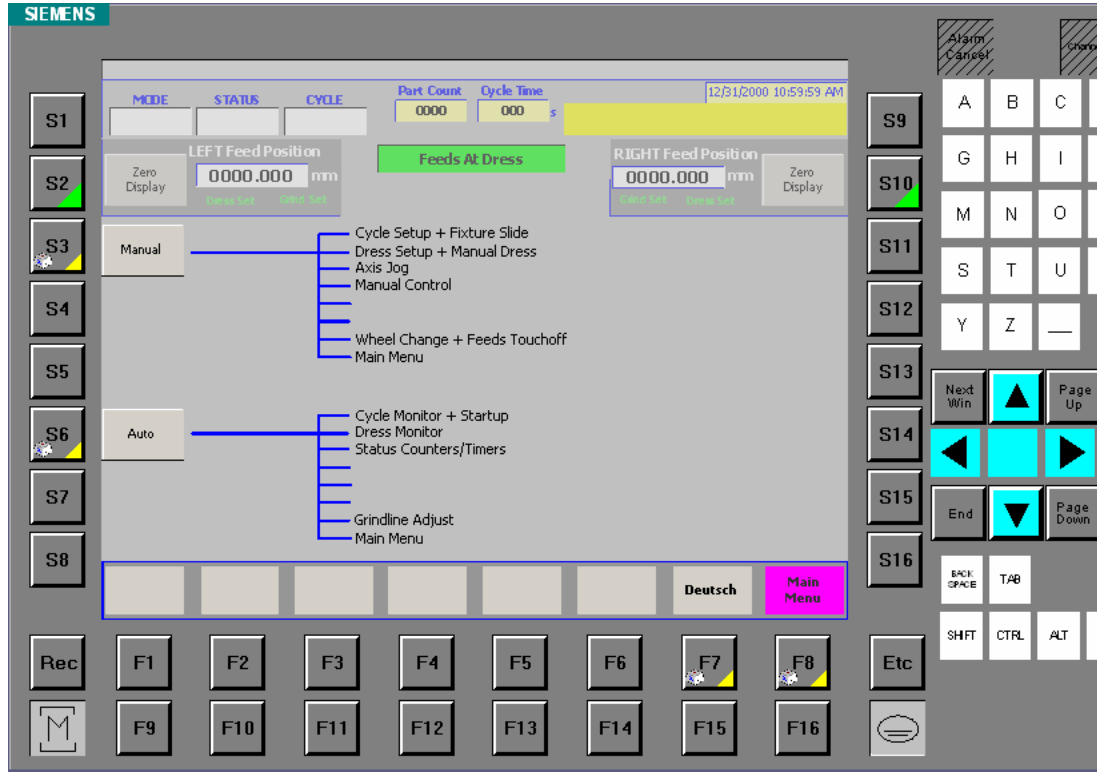 SIEMENS
Alarm Cancel
MODE STATUS CYCLE Part Count Cycle Time 12/31/2000 10:59:59 AM
0000 000 s
LEFT Feed Position Feeds At Dress RIGHT Feed Position
Zero Display 0000.000 mm 0000.000 mm Zero Display
Dress Set Grind Set Grind Set Dress Set
Manual
Cycle Setup + Fixture Slide
Dress Setup + Manual Dress
Axis Jog
Manual Control
Wheel Change + Feeds Touchoff
Main Menu
Auto
Cycle Monitor + Startup
Dress Monitor
Status Counters/Timers
Grindline Adjust
Main Menu
Deutsch Main Menu
S1
S2
S3
S4
S5
S6
S7
S8
S9
S10
S11
S12
S13
S14
S15
S16
Rec F1 F2 F3 F4 F5 F6 F7 F8 Etc
M F9 F10 F11 F12 F13 F14 F15 F16
A B C
G H I
M N O
S T U
Y Z __
Next Win Page Up
End Page Down
BACK SPACE TAB
SHIFT CTRL ALT